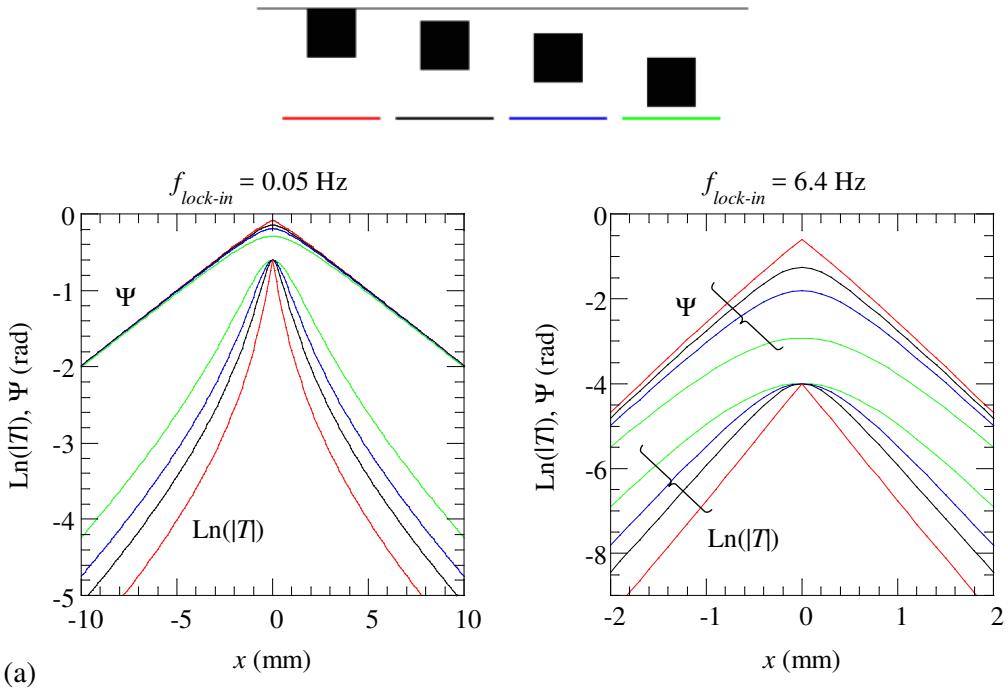 f_lock-in = 0.05 Hz
0
-1
-2
-3
-4
-5
-10
-5
0
5
10
Ln(|T|), Ψ (rad)
x (mm)
Ψ
Ln(|T|)
f_lock-in = 6.4 Hz
0
-2
-4
-6
-8
-2
-1
0
1
2
Ln(|T|), Ψ (rad)
x (mm)
Ψ
Ln(|T|)
(a)